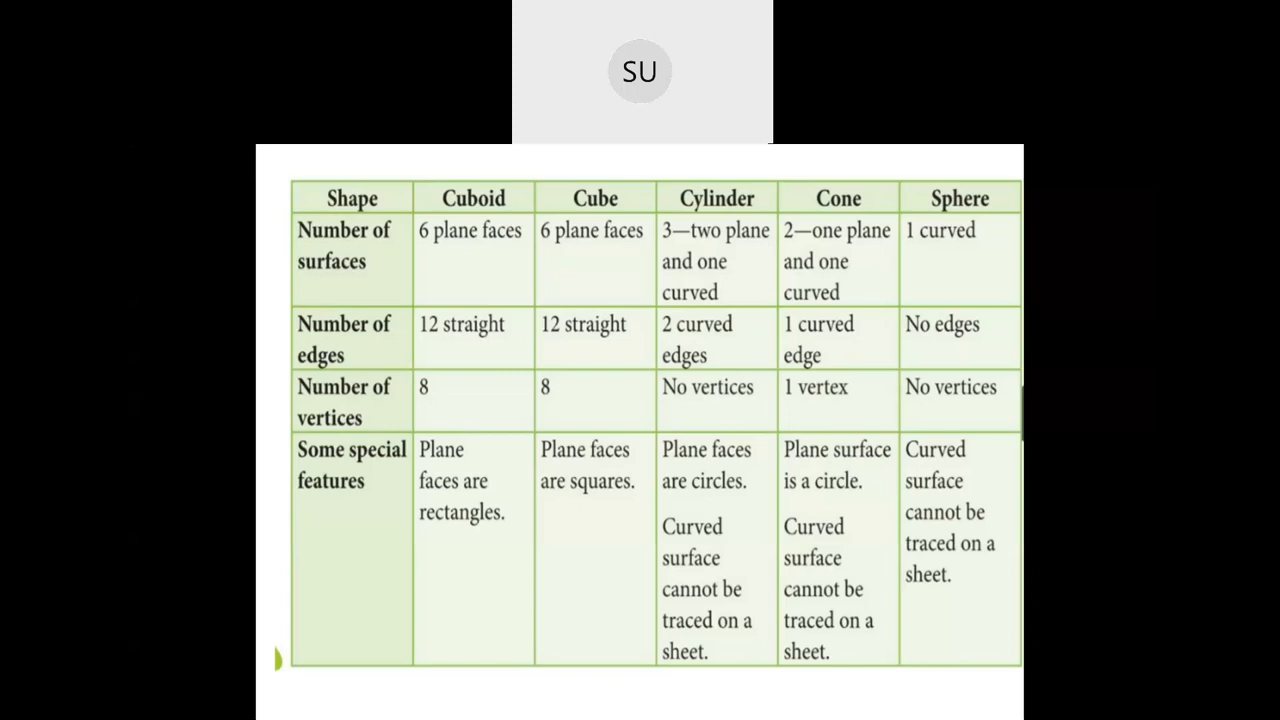 SU
Shape Cuboid Cube Cylinder Cone Sphere
Number of 6 plane faces 6 plane faces 3—two plane 2—one plane 1 curved
surfaces and one and one
curved curved
Number of 12 straight 12 straight 2 curved 1 curved No edges
edges edges edge
Number of 8 8 No vertices 1 vertex No vertices
vertices
Some special Plane Plane faces Plane faces Plane surface Curved
features faces are are squares. are circles. is a circle. surface
rectangles. Curved Curved cannot be
surface surface traced on a
cannot be cannot be sheet.
traced on a traced on a
sheet. sheet.